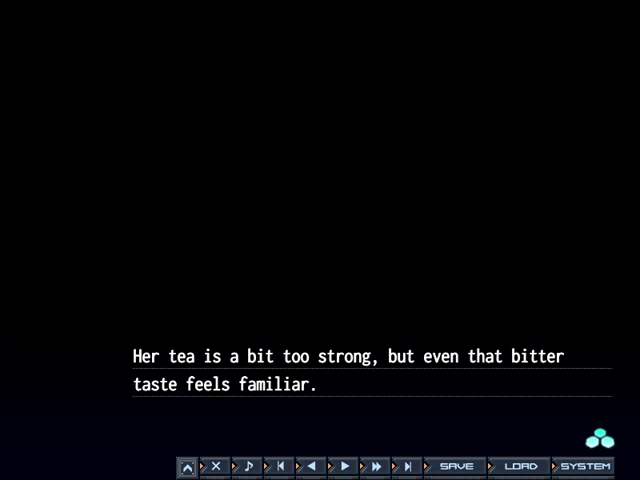 Her tea is a bit too strong, but even that bitter
taste feels familiar.
SAVE LOAD SYSTEM